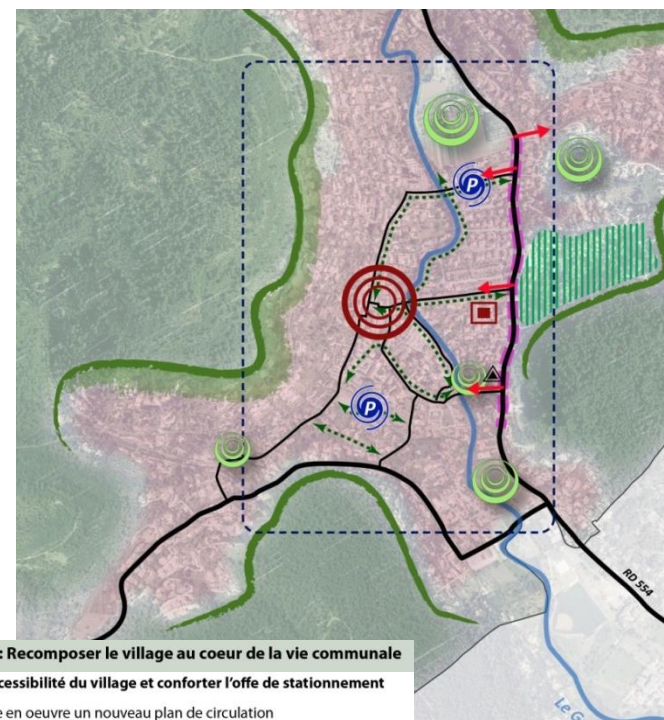 P
P
RD 554
Le G
: Recomposer le village au coeur de la vie communale
cessibilité du village et conforter l'offe de stationnement
e en oeuvre un nouveau plan de circulation